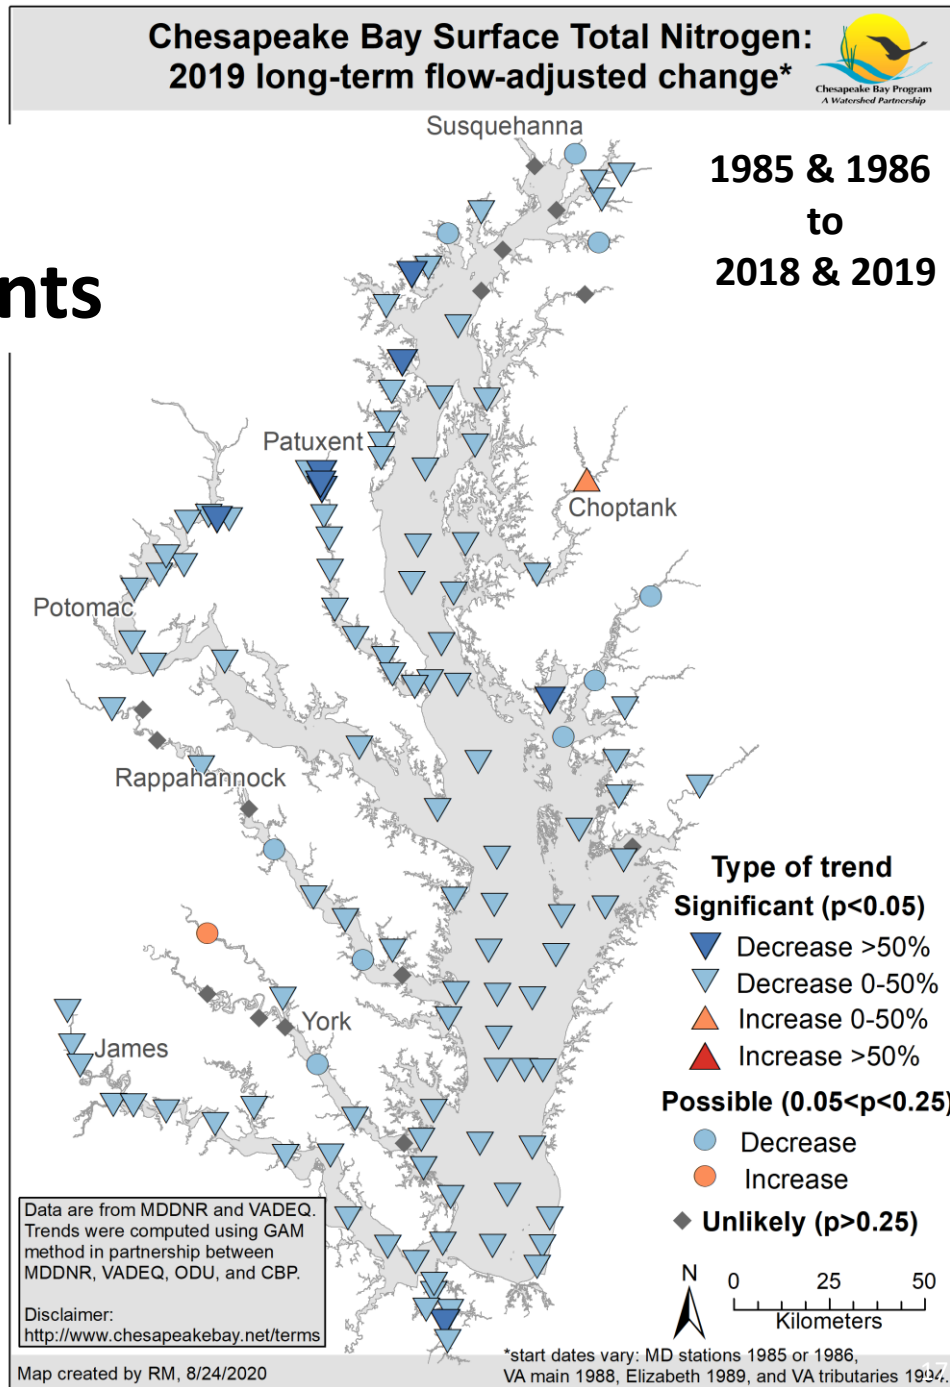 Chesapeake Bay Surface Total Nitrogen:
2019 long-term flow-adjusted change*
Chesapeake Bay Program
A Watershed Partnership
Susquehanna
1985 & 1986
to
2018 & 2019
nts
Patuxent
Choptank
Potomac
Rappahannock
York
James
Type of trend
Significant (p<0.05)
Decrease >50%
Decrease 0-50%
Increase 0-50%
Increase >50%
Possible (0.05<p<0.25)
Decrease
Increase
Unlikely (p>0.25)
Data are from MDDNR and VADEQ.
Trends were computed using GAM
method in partnership between
MDDNR, VADEQ, ODU, and CBP.
Disclaimer:
http://www.chesapeakebay.net/terms
N
0 25 50
Kilometers
Map created by RM, 8/24/2020
*start dates vary: MD stations 1985 or 1986,
VA main 1988, Elizabeth 1989, and VA tributaries 1994.
17